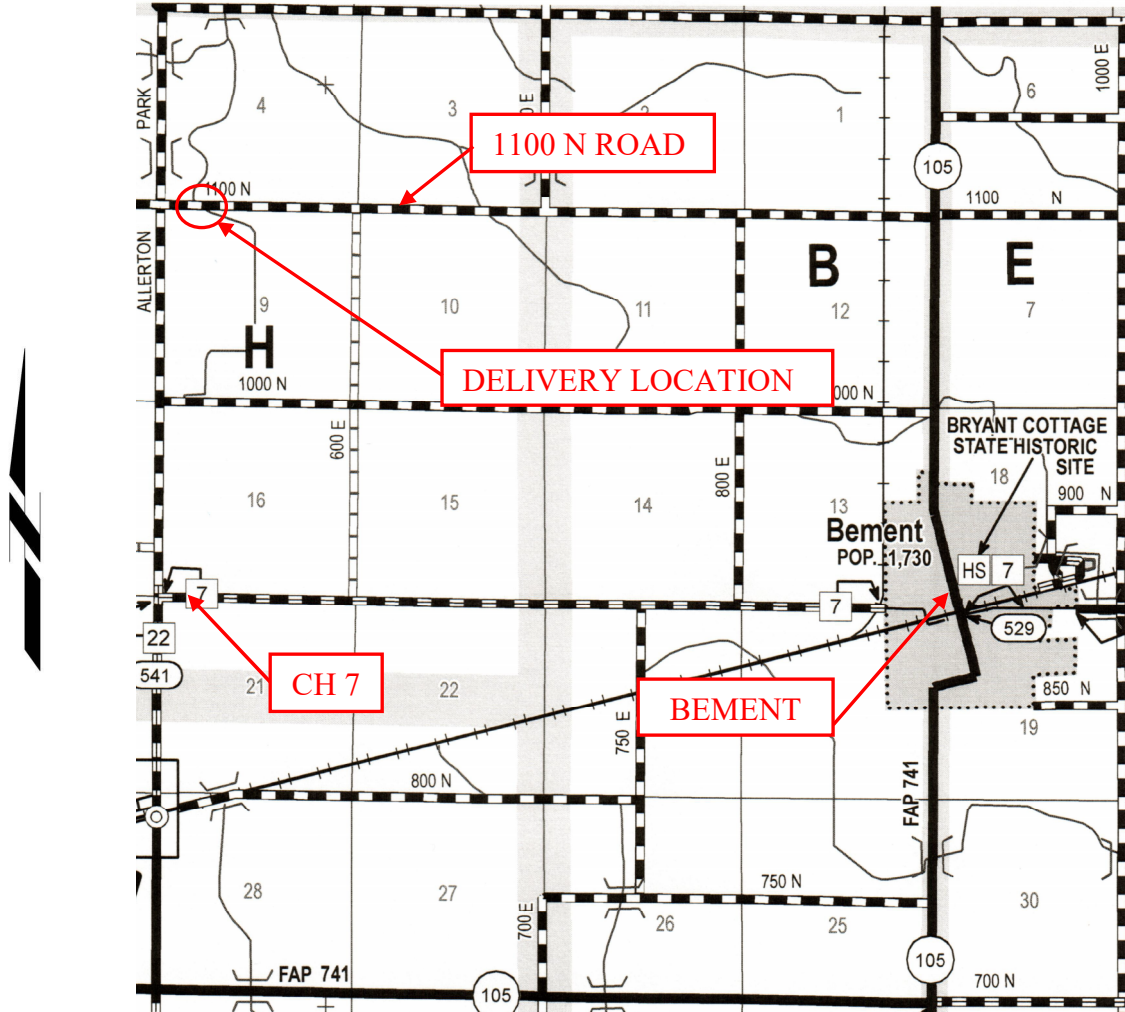 PARK
4
3
2
1
6
1000 E
1100 N ROAD
105
1100 N
1100 N
ALLERTON
9
10
11
B
12
E
7
H
DELIVERY LOCATION
1000 N
000 N
600 E
800 E
BRYANT COTTAGE
STATE HISTORIC
SITE
18
16
15
14
13
900 N
Bement
POP. 1,730
HS 7
7
7
22
529
541
CH 7
21
22
BEMENT
850 N
19
750 E
800 N
FAP 741
28
27
750 N
26
25
30
700 E
FAP 741
105
105
700 N